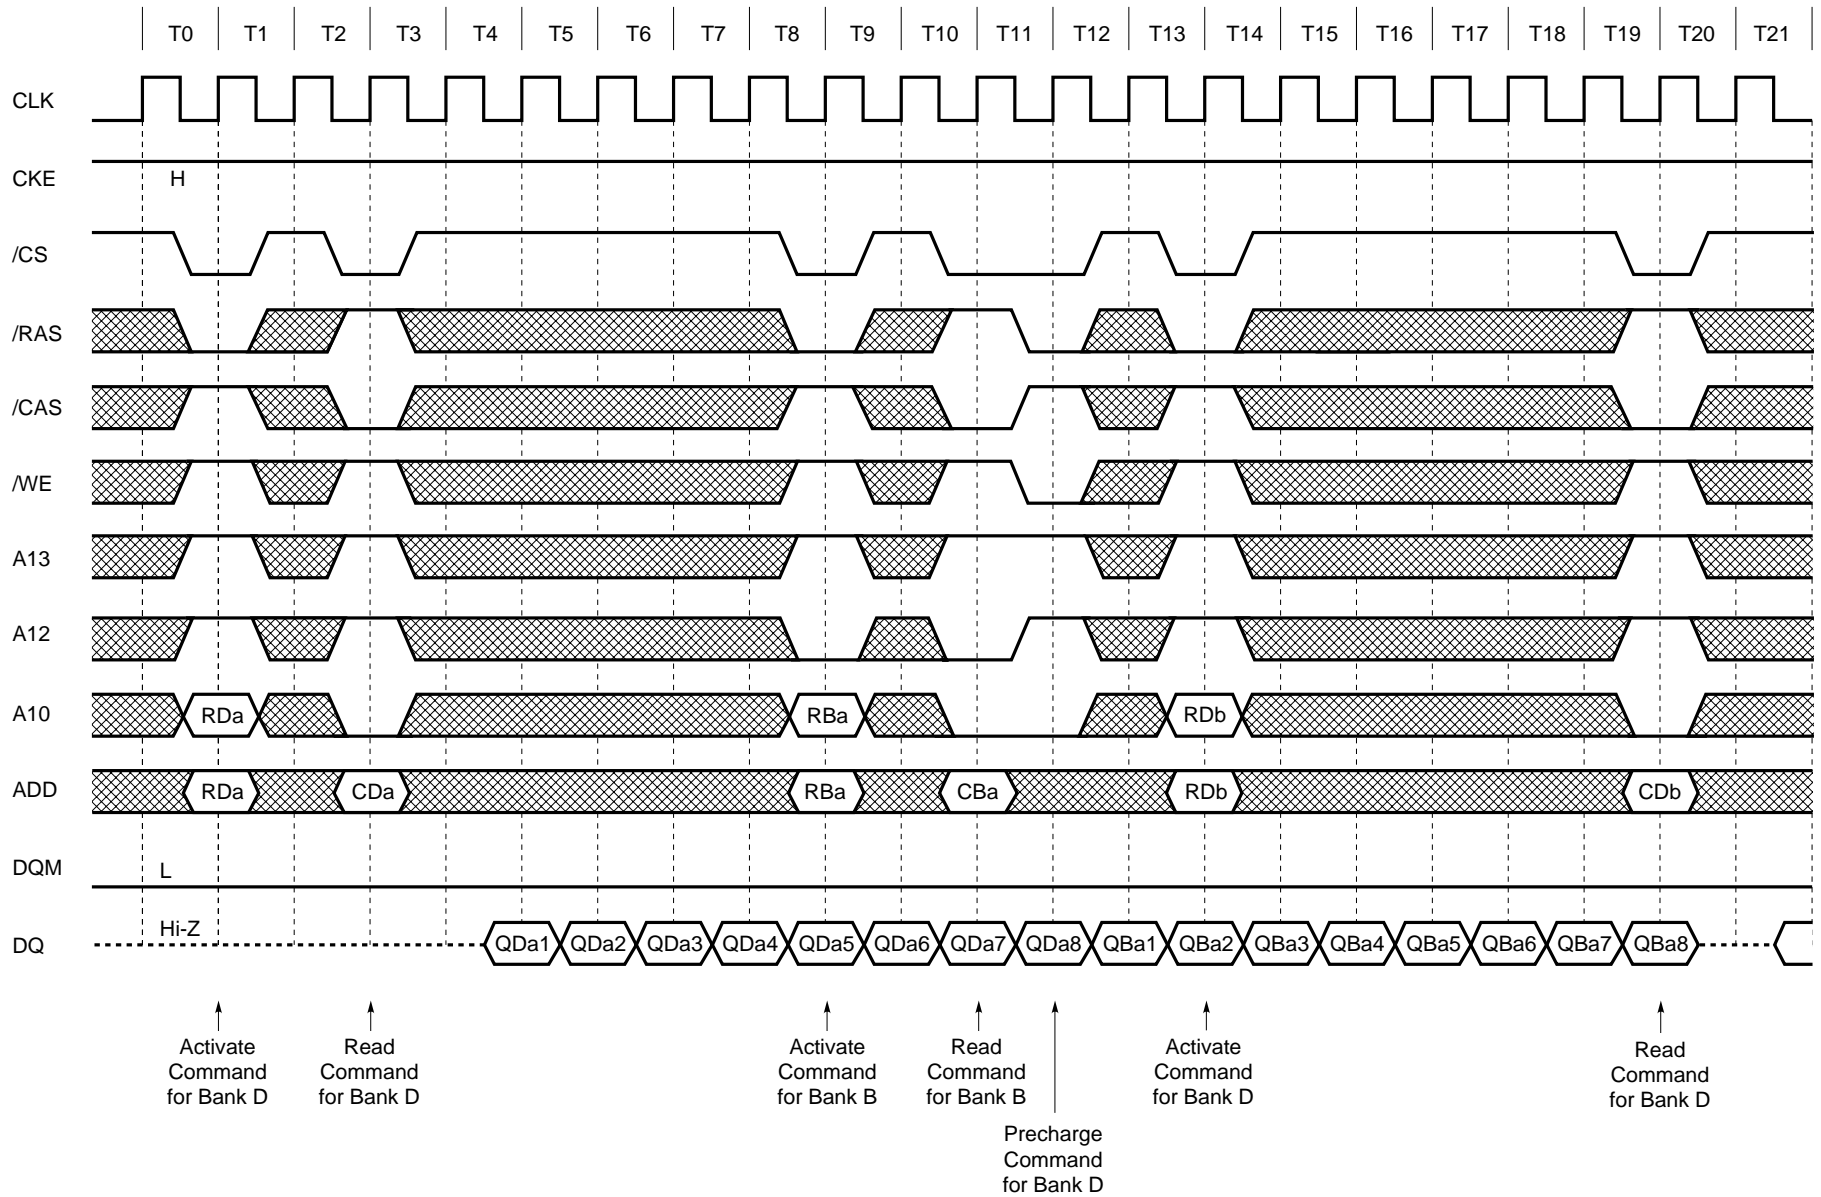 T0 T1 T2 T3 T4 T5 T6 T7 T8 T9 T10 T11 T12 T13 T14 T15 T16 T17 T18 T19 T20 T21
CLK
CKE H
/CS
/RAS
/CAS
/WE
A13
A12
A10 RDa RBa RDb
ADD RDa CDa RBa CBa RDb CDb
DQM L
DQ Hi-Z QDa1 QDa2 QDa3 QDa4 QDa5 QDa6 QDa7 QDa8 QBa1 QBa2 QBa3 QBa4 QBa5 QBa6 QBa7 QBa8
Activate
Command
for Bank D
Read
Command
for Bank D
Activate
Command
for Bank B
Read
Command
for Bank B
Precharge
Command
for Bank D
Activate
Command
for Bank D
Read
Command
for Bank D